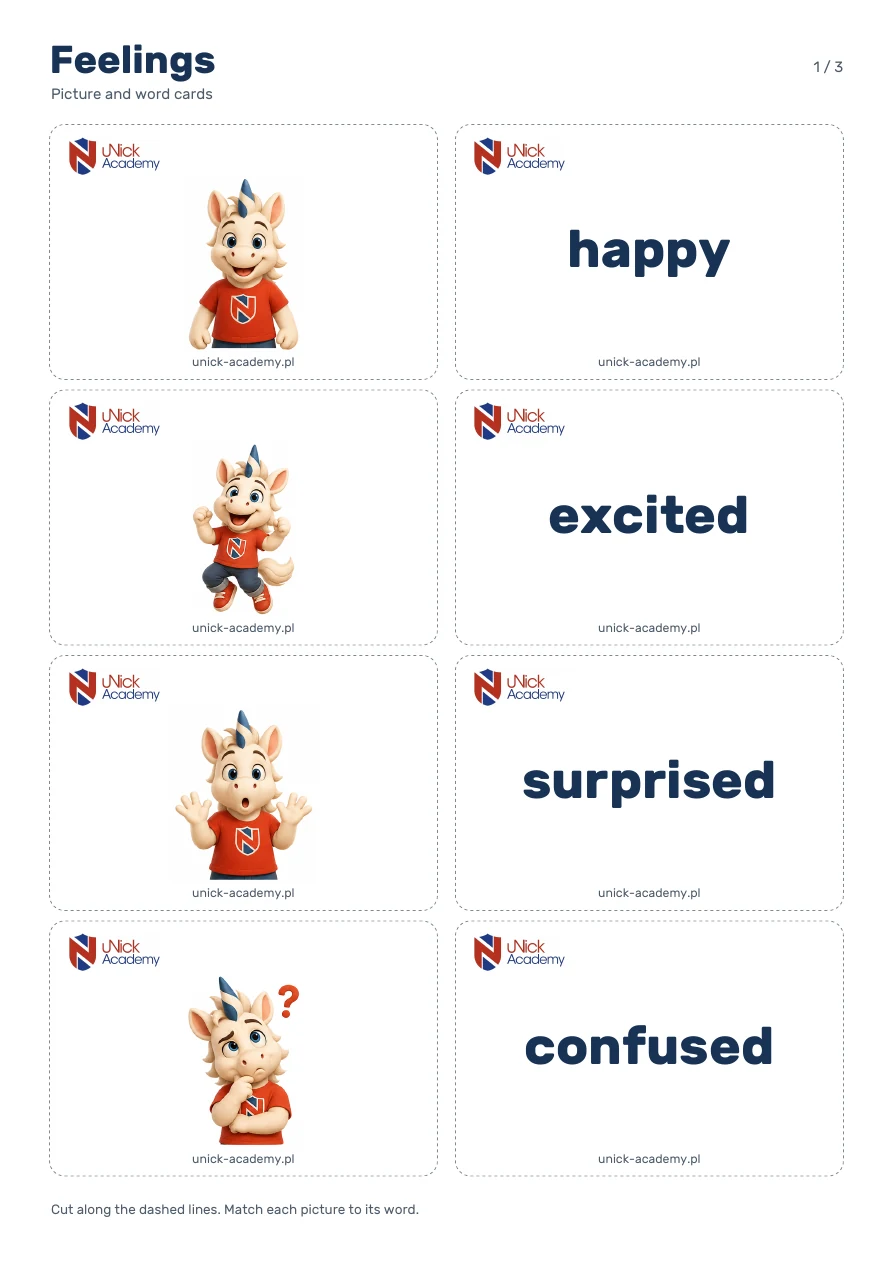 Feelings
1 / 3
Picture and word cards
uNick
Academy
N
unick-academy.pl
uNick
Academy
happy
unick-academy.pl
uNick
Academy
N
unick-academy.pl
uNick
Academy
excited
unick-academy.pl
uNick
Academy
N
unick-academy.pl
uNick
Academy
surprised
unick-academy.pl
uNick
Academy
?
N
unick-academy.pl
uNick
Academy
confused
unick-academy.pl
Cut along the dashed lines. Match each picture to its word.